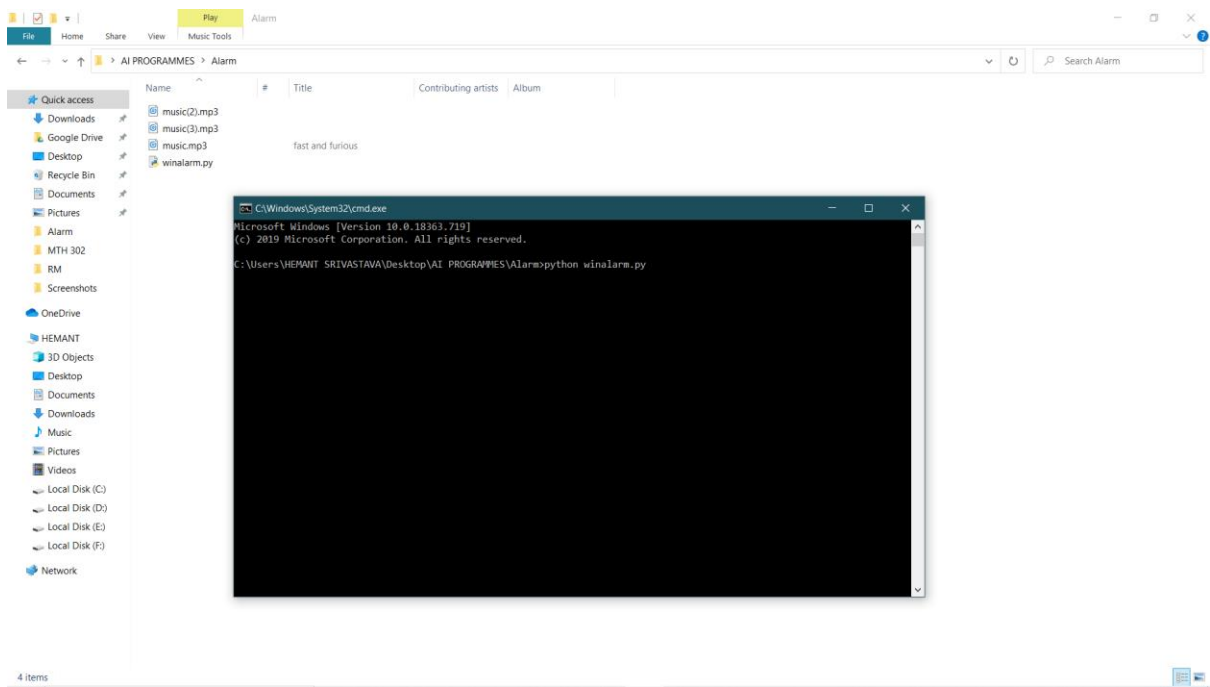 Play
Alarm
File
Home
Share
View
Music Tools
?
AI PROGRAMMES > Alarm
Search Alarm
Name
#
Title
Contributing artists
Album
Quick access
Downloads
Google Drive
Desktop
Recycle Bin
Documents
Pictures
Alarm
MTH 302
RM
Screenshots
OneDrive
HEMANT
3D Objects
Desktop
Documents
Downloads
Music
Pictures
Videos
Local Disk (C:)
Local Disk (D:)
Local Disk (E:)
Local Disk (F:)
Network
music(2).mp3
music(3).mp3
music.mp3 fast and furious
winalarm.py
C:\Windows\System32\cmd.exe
Microsoft Windows [Version 10.0.18363.719]
(c) 2019 Microsoft Corporation. All rights reserved.
C:\Users\HEMANT SRIVASTAVA\Desktop\AI PROGRAMMES\Alarm>python winalarm.py
4 items